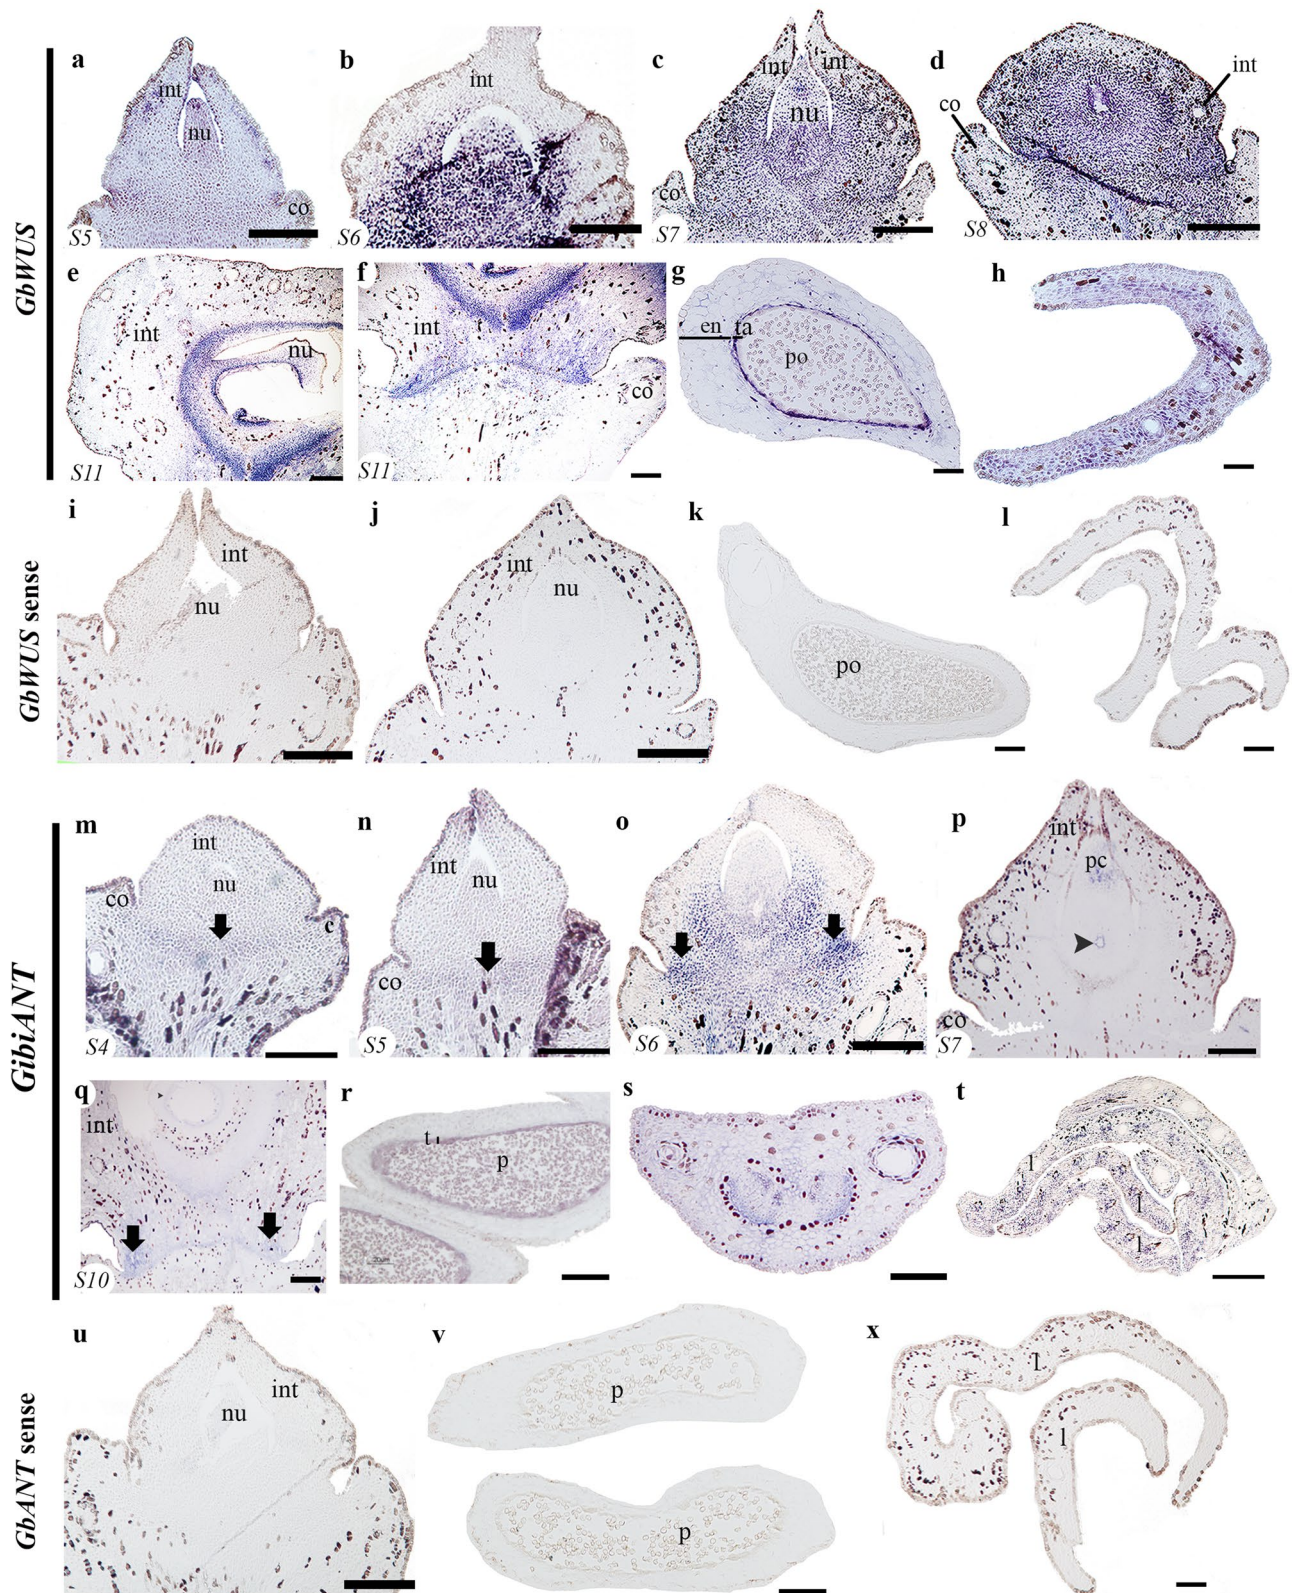 GbWUS
a
int
nu
co
S5
b
int
S6
c
int
int
nu
co
S7
d
int
co
S8
e
int
nu
S11
f
int
co
S11
g
en
ta
po
h
GbWUS sense
i
int
nu
j
int
nu
k
po
l
GibiANT
m
int
nu
co
c
S4
n
int
nu
co
S5
o
S6
p
int
pc
co
S7
q
int
S10
r
t
p
s
t
l
l
l
GbANT sense
u
int
nu
v
p
p
x
l
l